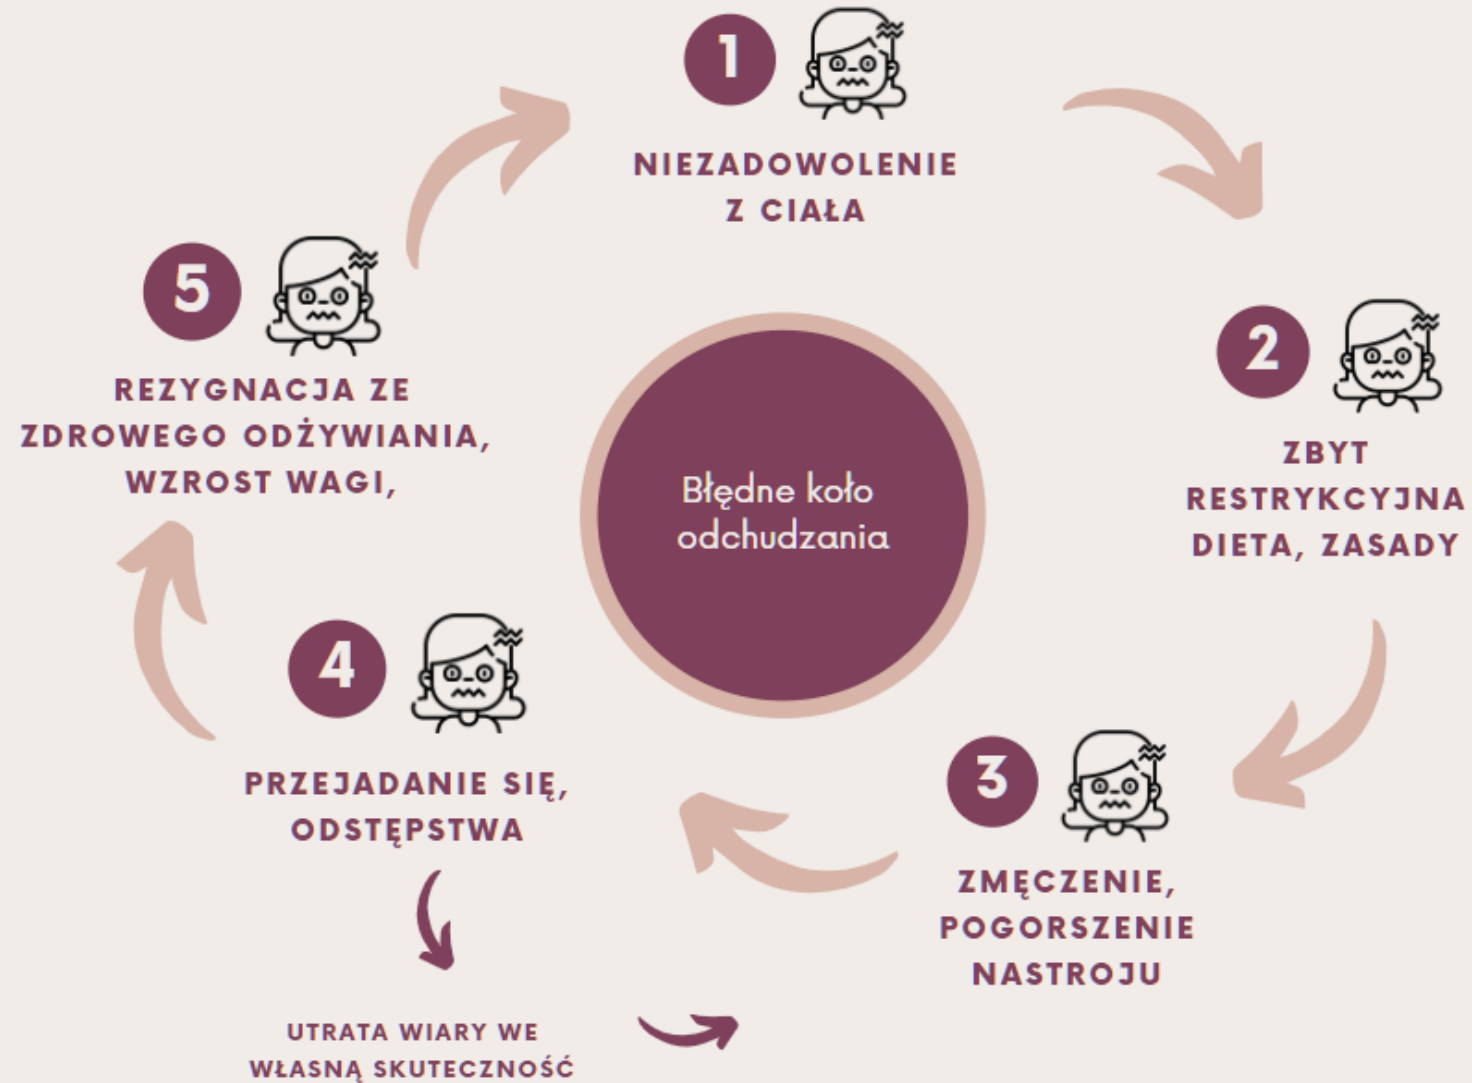 1
NIEZADOWOLENIE
Z CIAŁA
2
ZBYT
RESTRYKCYJNA
DIETA, ZASADY
3
ZMĘCZENIE,
POGORSZENIE
NASTROJU
4
PRZEJADANIE SIĘ,
ODSTĘPSTWA
UTRATA WIARY WE
WŁASNĄ SKUTECZNOŚĆ
5
REZYGNACJA ZE
ZDROWEGO ODŻYWIANIA,
WZROST WAGI,
Błędne koło
odchudzania